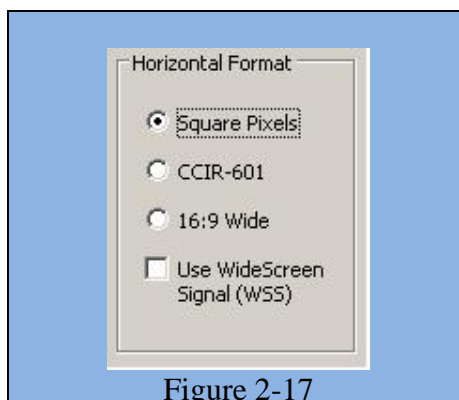 Horizontal Format
Square Pixels
CCIR-601
16:9 Wide
Use WideScreen
Signal (WSS)
Figure 2-17